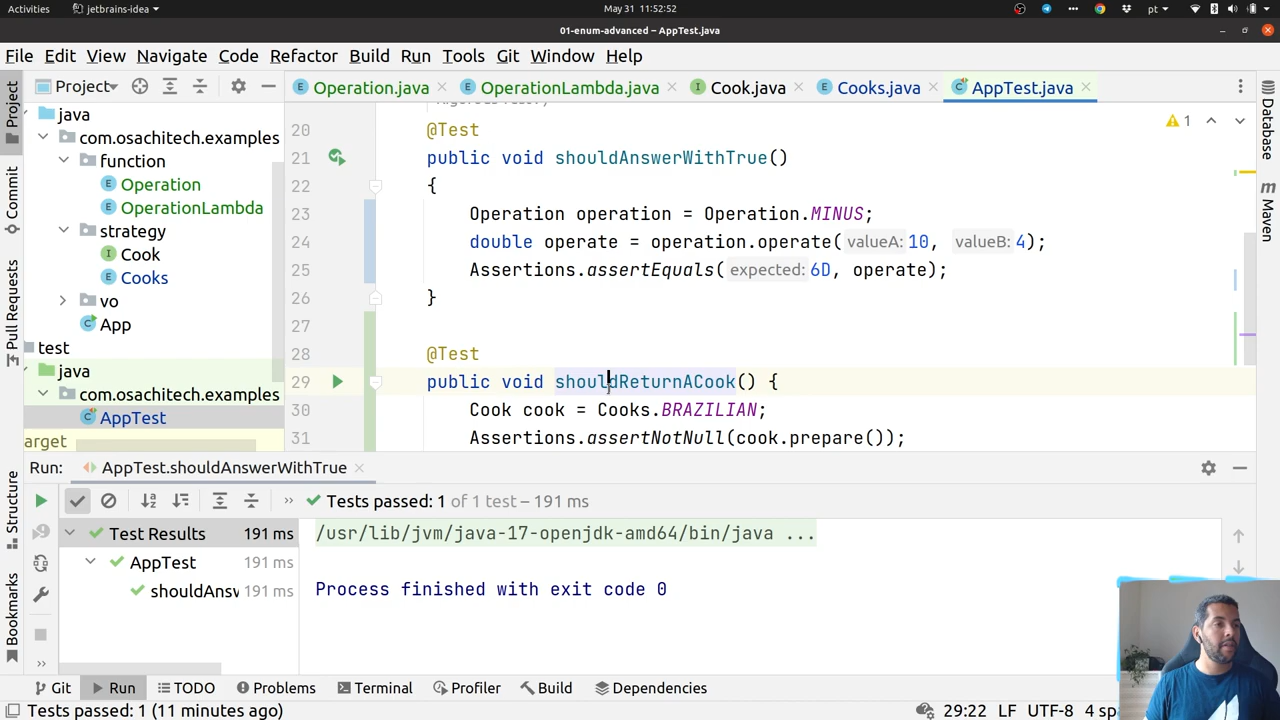 Activities jetbrains-idea May 31 11:52:52 pt
01-enum-advanced – AppTest.java
File Edit View Navigate Code Refactor Build Run Tools Git Window Help
Project Operation.java OperationLambda.java Cook.java Cooks.java AppTest.java
java
com.osachitech.examples
function
Operation
OperationLambda
strategy
Cook
Cooks
vo
App
test
java
com.osachitech.examples
AppTest
arget
1
20 @Test
21 public void shouldAnswerWithTrue()
22 {
23 Operation operation = Operation.MINUS;
24 double operate = operation.operate( valueA: 10, valueB: 4);
25 Assertions.assertEquals( expected: 6D, operate);
26 }
27
28 @Test
29 public void shouldReturnACook() {
30 Cook cook = Cooks.BRAZILIAN;
31 Assertions.assertNotNull(cook.prepare());
Project
Commit
Pull Requests
Structure
Bookmarks
Database
m Maven
Run: AppTest.shouldAnswerWithTrue
Tests passed: 1 of 1 test – 191 ms
Test Results 191 ms
AppTest 191 ms
shouldAnsw 191 ms
/usr/lib/jvm/java-17-openjdk-amd64/bin/java ...
Process finished with exit code 0
Git Run TODO Problems Terminal Profiler Build Dependencies
Tests passed: 1 (11 minutes ago) 29:22 LF UTF-8 4 sp